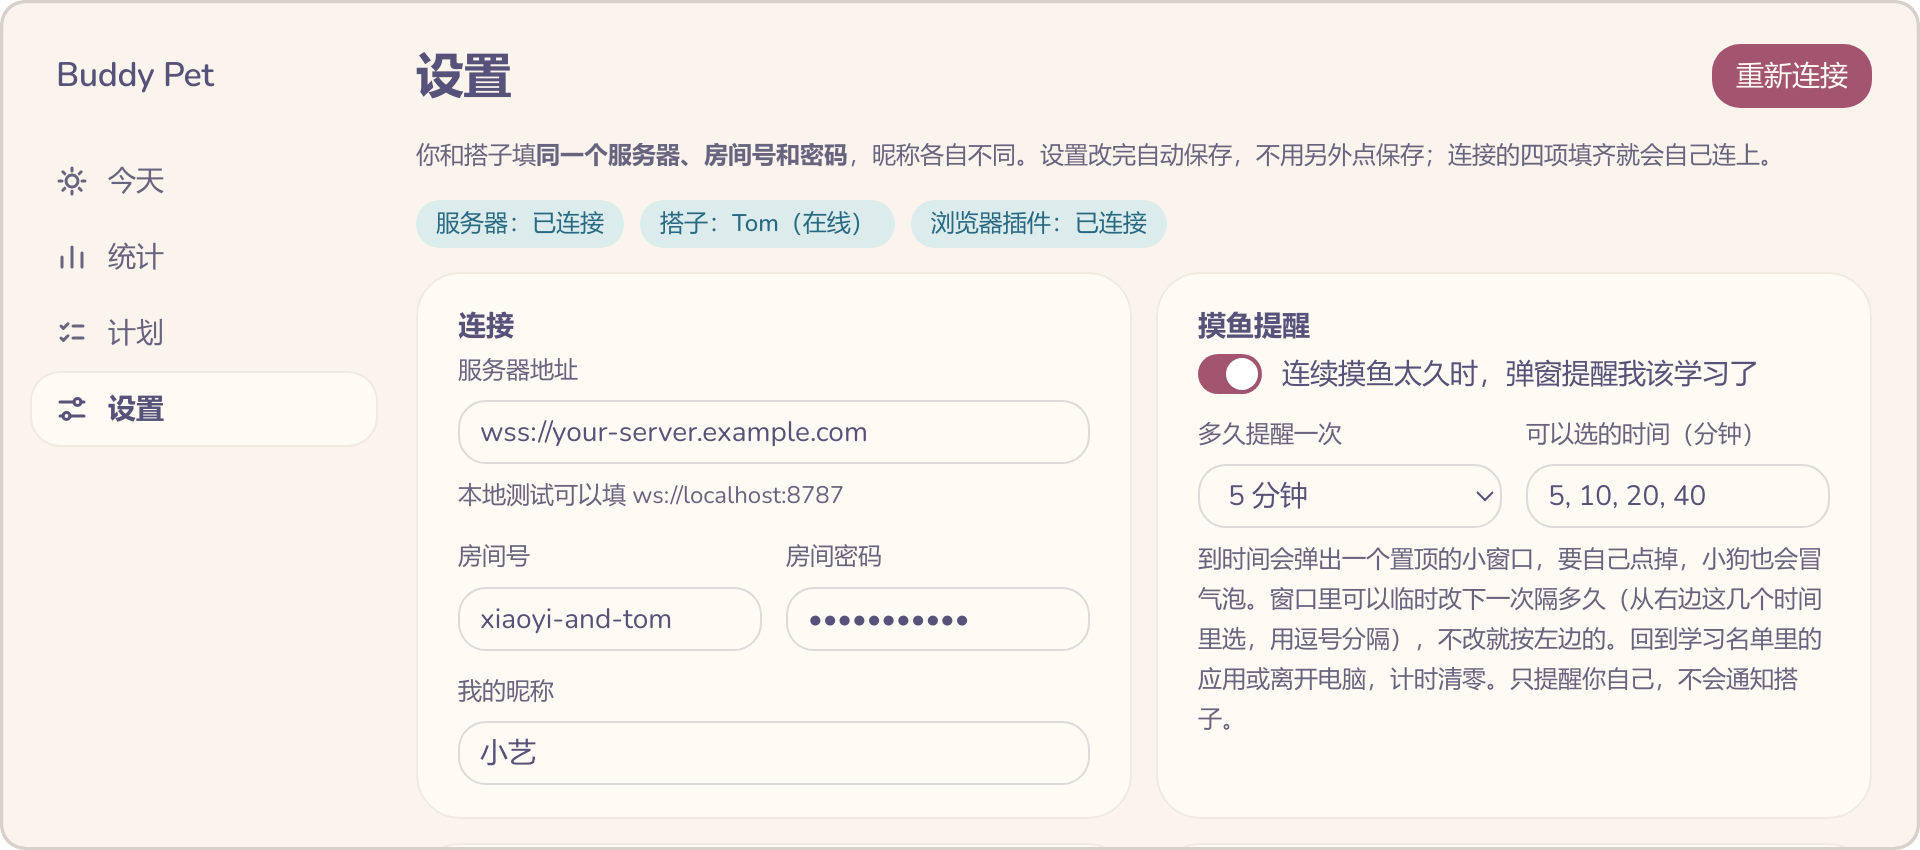 Buddy Pet
今天
统计
计划
设置
设置
重新连接
你和搭子填同一个服务器、房间号和密码，昵称各自不同。设置改完自动保存，不用另外点保存；连接的四项填齐就会自己连上。
服务器：已连接
搭子：Tom（在线）
浏览器插件：已连接
连接
服务器地址
wss://your-server.example.com
本地测试可以填 ws://localhost:8787
房间号
房间密码
xiaoyi-and-tom
•••••••••••
我的昵称
小艺
摸鱼提醒
连续摸鱼太久时，弹窗提醒我该学习了
多久提醒一次
可以选的时间（分钟）
5 分钟
5, 10, 20, 40
到时间会弹出一个置顶的小窗口，要自己点掉，小狗也会冒
气泡。窗口里可以临时改下一次隔多久（从右边这几个时间
里选，用逗号分隔），不改就按左边的。回到学习名单里的
应用或离开电脑，计时清零。只提醒你自己，不会通知搭
子。